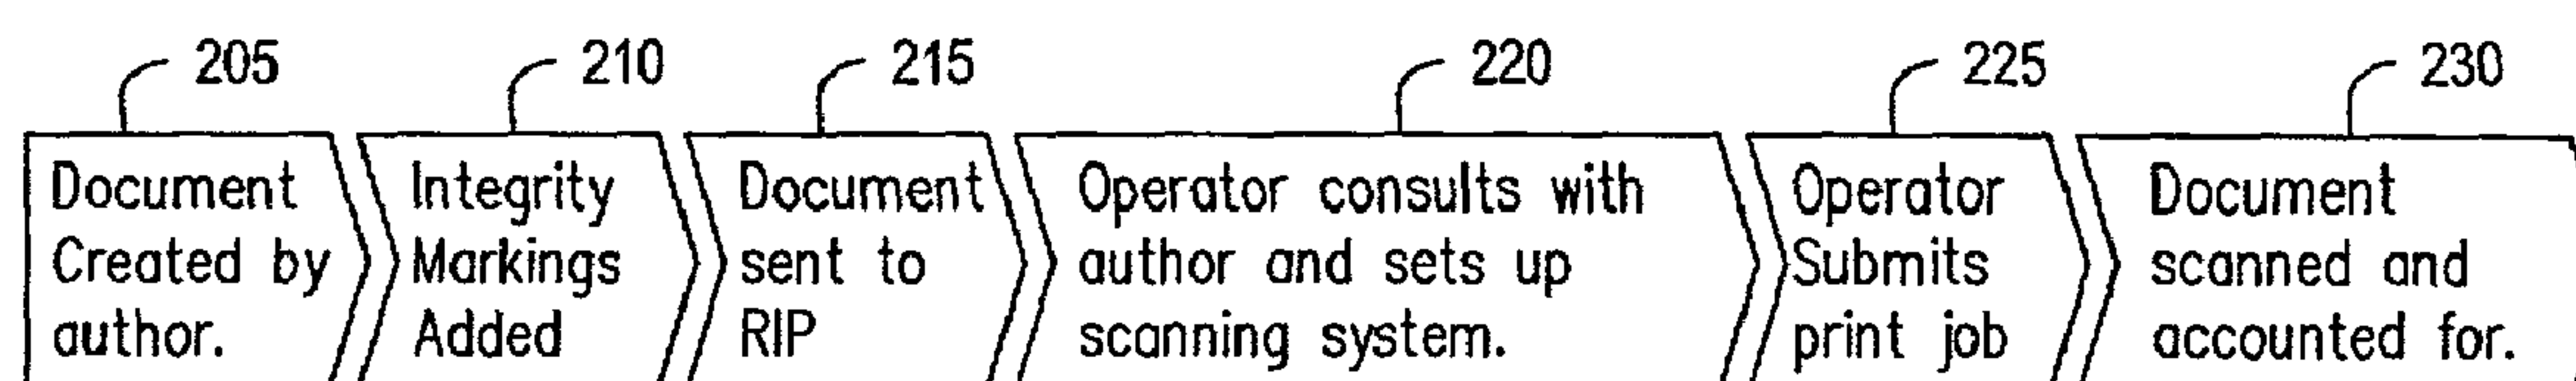 205
210
215
220
225
230
Document
Created by
author.
Integrity
Markings
Added
Document
sent to
RIP
Operator consults with
author and sets up
scanning system.
Operator
Submits
print job
Document
scanned and
accounted for.